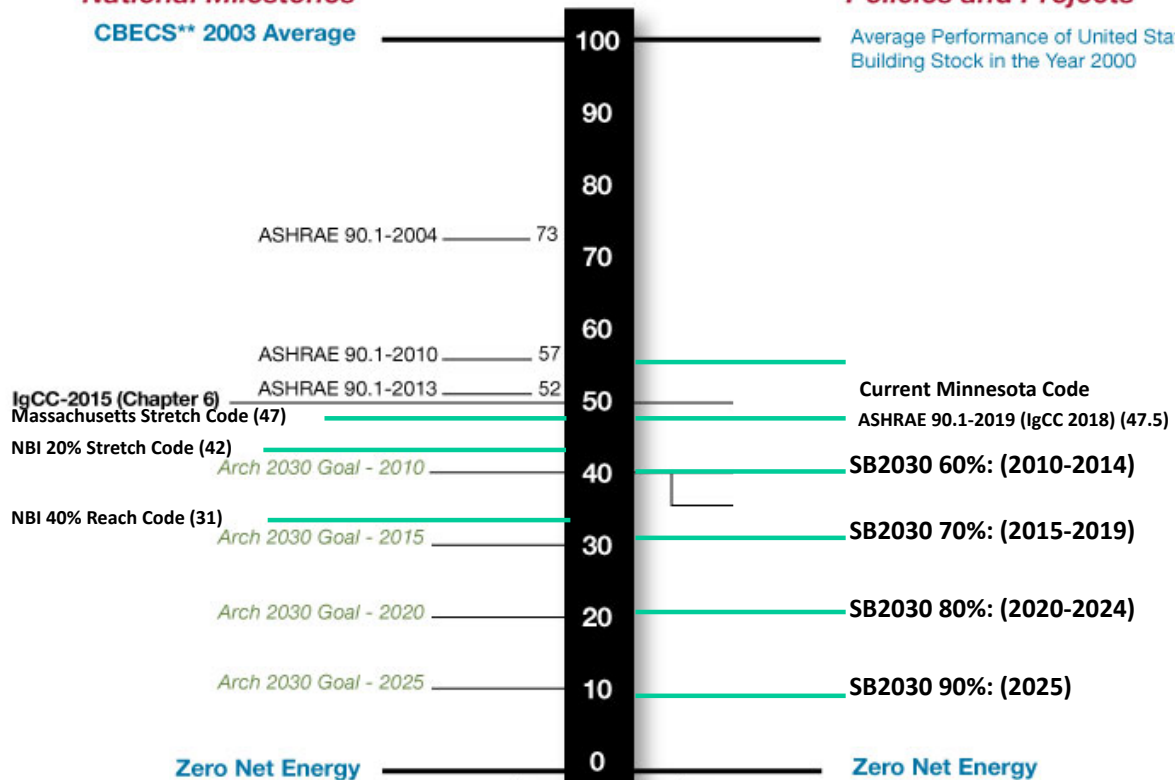 National Milestones
CBECS** 2003 Average
ASHRAE 90.1-2004 73
ASHRAE 90.1-2010 57
ASHRAE 90.1-2013 52
IgCC-2015 (Chapter 6)
Massachusetts Stretch Code (47)
NBI 20% Stretch Code (42)
Arch 2030 Goal - 2010
NBI 40% Reach Code (31)
Arch 2030 Goal - 2015
Arch 2030 Goal - 2020
Arch 2030 Goal - 2025
Zero Net Energy
100
90
80
70
60
50
40
30
20
10
0
Policies and Projects
Average Performance of United Sta
Building Stock in the Year 2000
Current Minnesota Code
ASHRAE 90.1-2019 (IgCC 2018) (47.5)
SB2030 60%: (2010-2014)
SB2030 70%: (2015-2019)
SB2030 80%: (2020-2024)
SB2030 90%: (2025)
Zero Net Energy